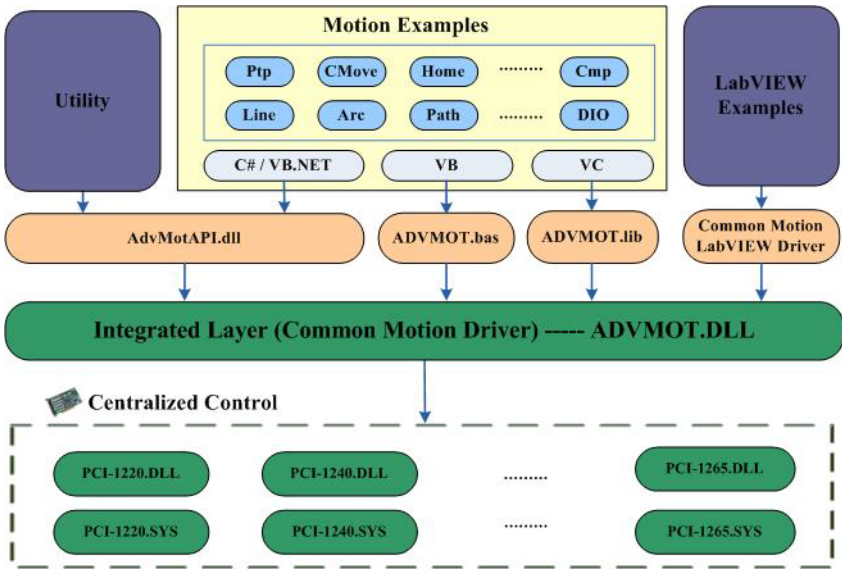 Utility
Motion Examples
Ptp
CMove
Home
.........
Cmp
Line
Arc
Path
.........
DIO
C# / VB.NET
VB
VC
LabVIEW
Examples
AdvMotAPI.dll
ADVMOT.bas
ADVMOT.lib
Common Motion
LabVIEW Driver
Integrated Layer (Common Motion Driver) ----- ADVMOT.DLL
Centralized Control
PCI-1220.DLL
PCI-1240.DLL
.........
PCI-1265.DLL
PCI-1220.SYS
PCI-1240.SYS
.........
PCI-1265.SYS